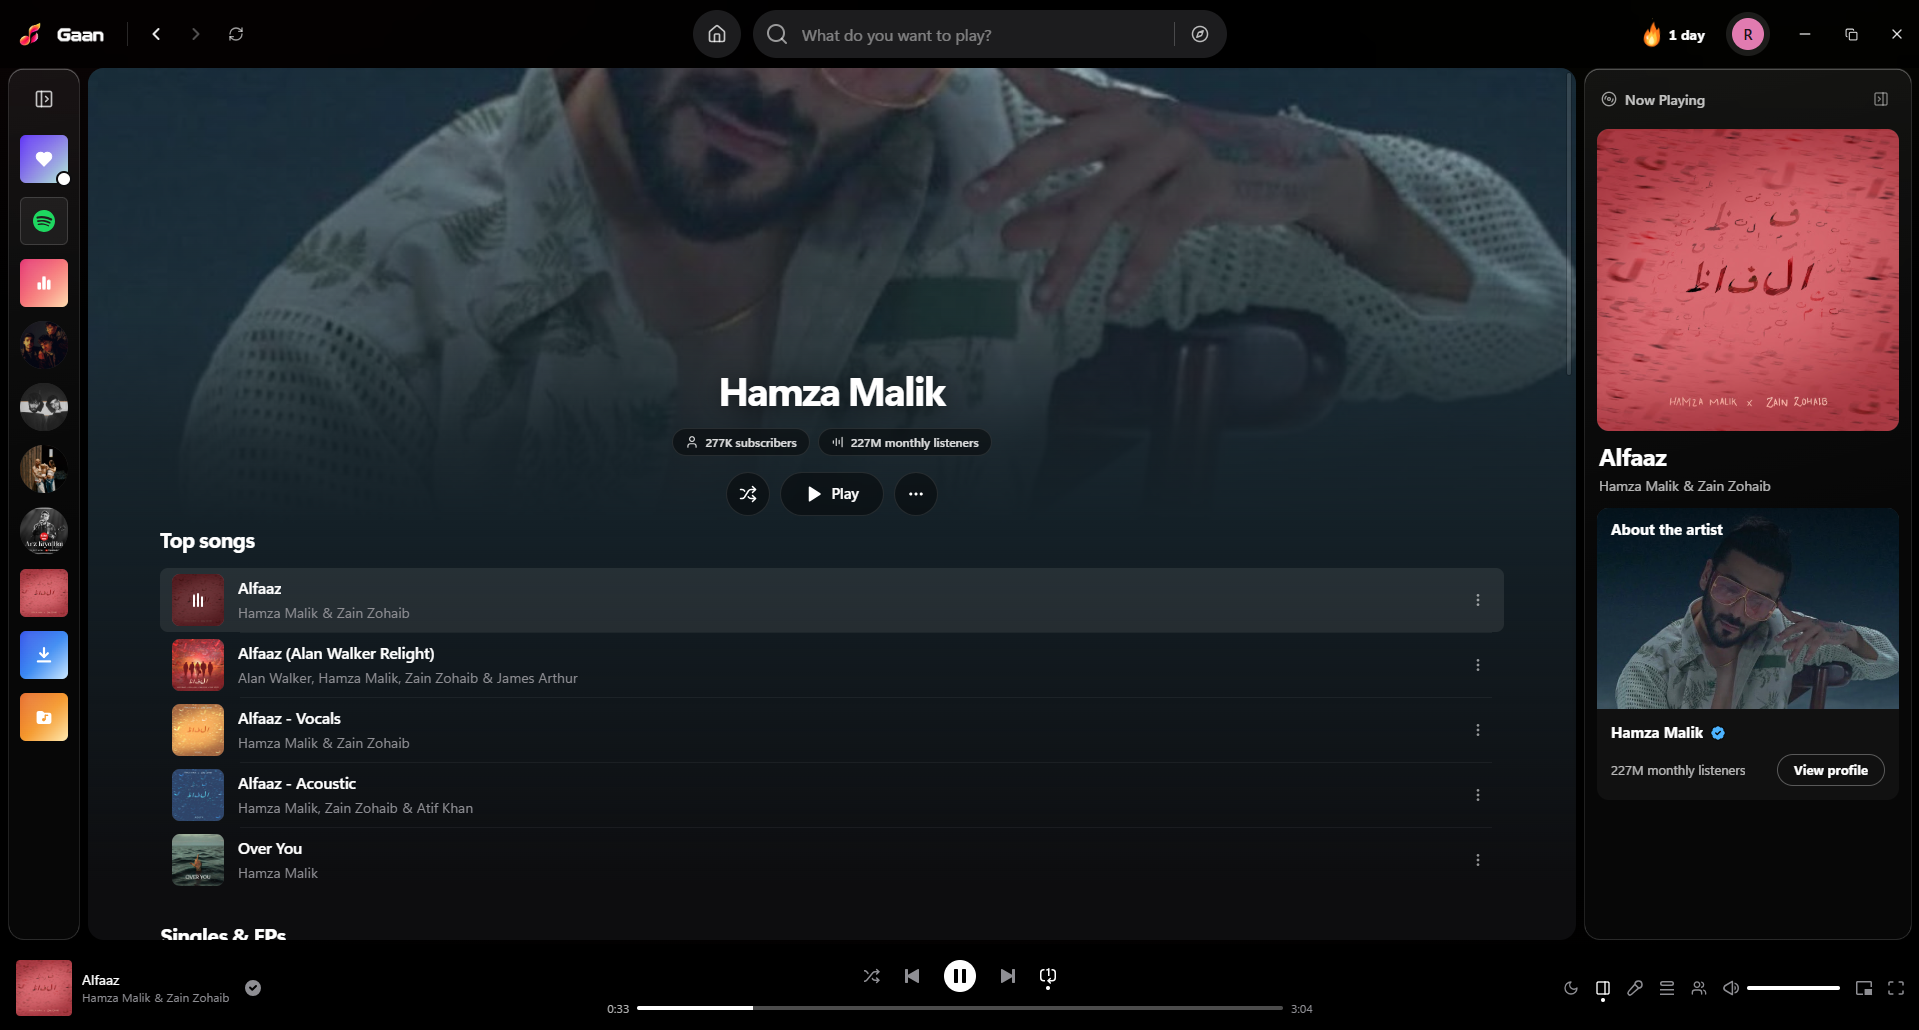 Gaan
What do you want to play?
1 day
R
Hamza Malik
277K subscribers
227M monthly listeners
Play
Top songs
Alfaaz
Hamza Malik & Zain Zohaib
Alfaaz (Alan Walker Relight)
Alan Walker, Hamza Malik, Zain Zohaib & James Arthur
Alfaaz - Vocals
Hamza Malik & Zain Zohaib
Alfaaz - Acoustic
Hamza Malik, Zain Zohaib & Atif Khan
OVER YOU
Over You
Hamza Malik
Singles & EPs
Now Playing
الفاظ
HAMZA MALIK x ZAIN ZOHAIB
Alfaaz
Hamza Malik & Zain Zohaib
About the artist
Hamza Malik
227M monthly listeners
View profile
Alfaaz
Hamza Malik & Zain Zohaib
0:33
3:04